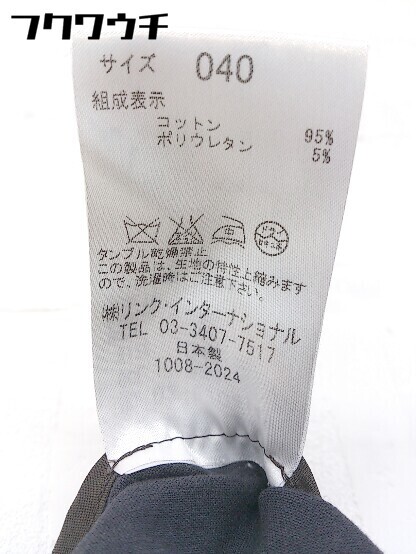 フクワウチ
サイズ 040
組成表示
コットン 95%
ポリウレタン 5%
タンブル乾燥禁止
この製品は、生地の特性上縮みます
ので、洗濯時はご注意下さい。
㈱リンク・インターナショナル
TEL 03-3407-7517
日本製
1008-2024